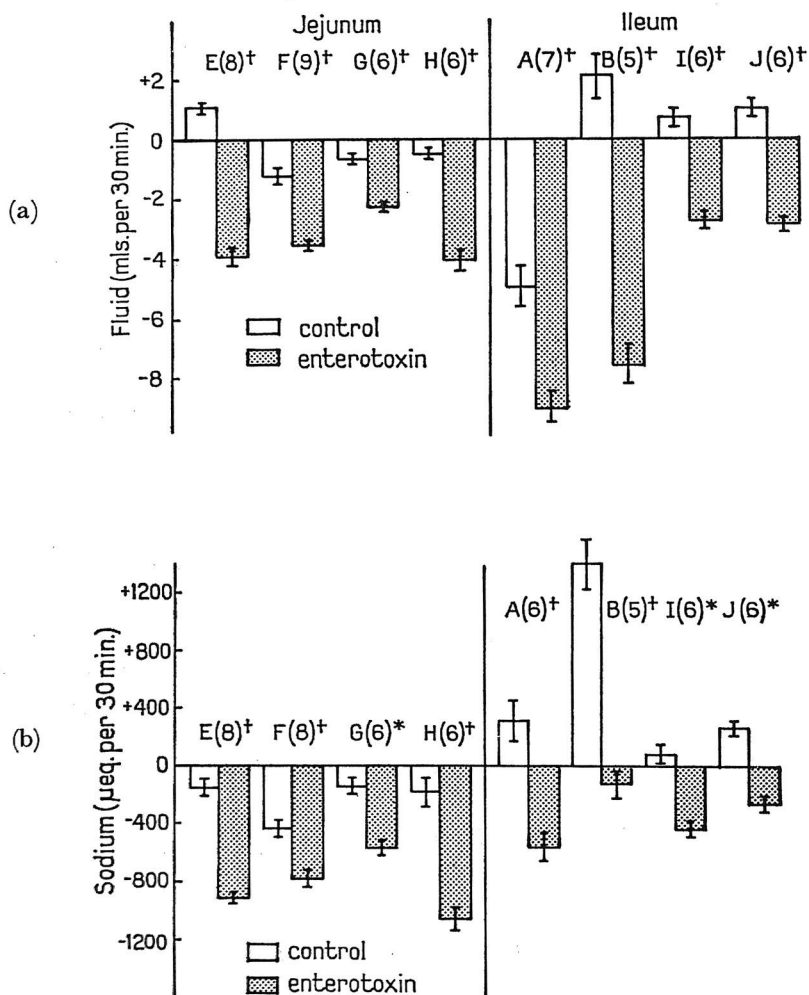 Jejunum Ileum
E(8)† F(9)† G(6)† H(6)† A(7)† B(5)† I(6)† J(6)†
+2
0
-2
-4
-6
-8
Fluid (mls. per 30 min.)
(a)
control
enterotoxin
+1200
+800
+400
0
-400
-800
-1200
Sodium (µeq. per 30 min.)
(b)
A(6)† B(5)† I(6)* J(6)*
E(8)† F(8)† G(6)* H(6)†
control
enterotoxin